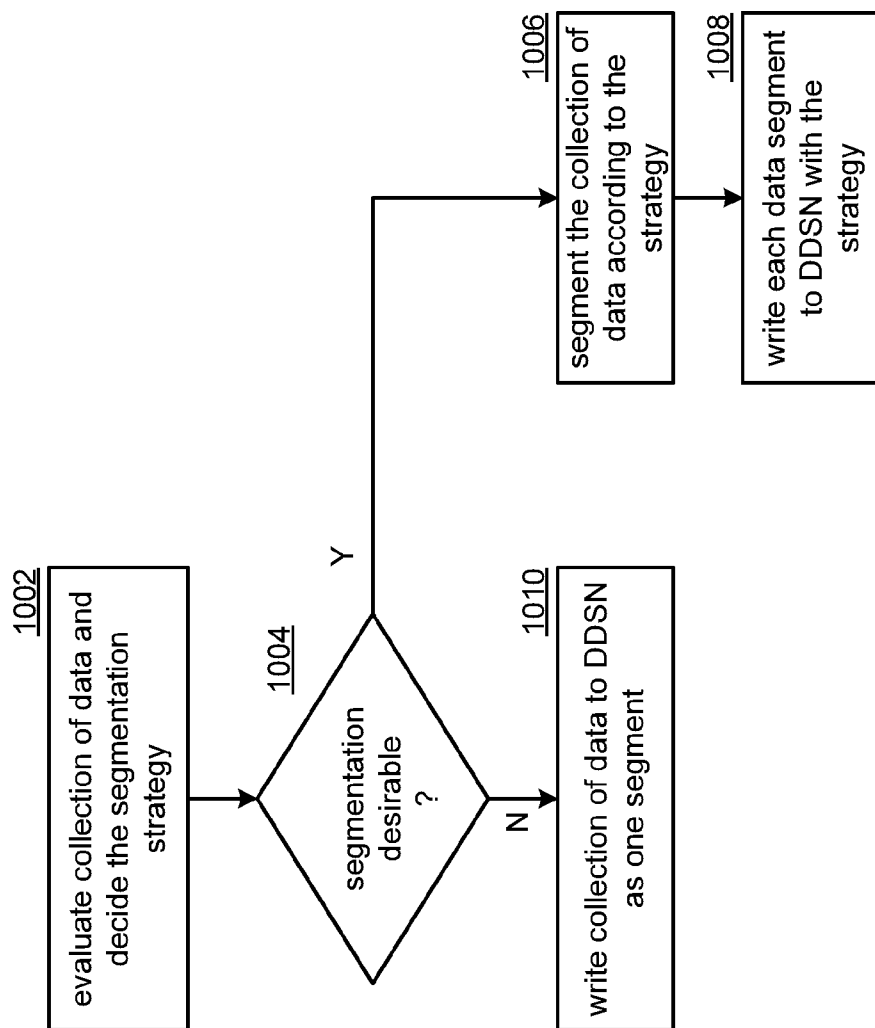 1002
evaluate collection of data and
decide the segmentation
strategy
1004
segmentation
desirable
?
Y
N
1006
segment the collection of
data according to the
strategy
1008
write each data segment
to DDSN with the
strategy
1010
write collection of data to DDSN
as one segment